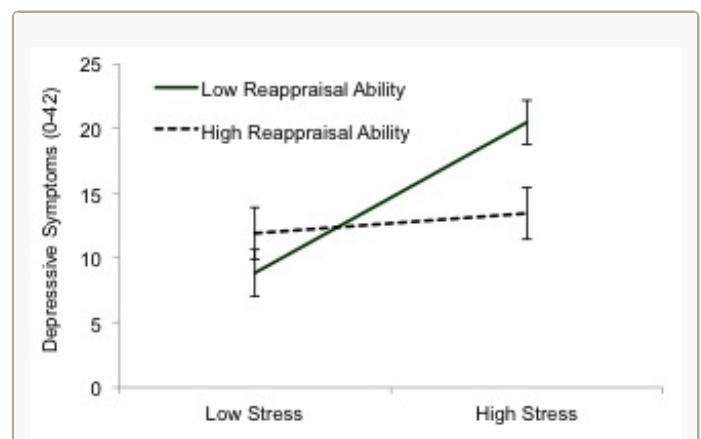 25
Low Reappraisal Ability
20
High Reappraisal Ability
15
10
5
0
Depresssive Symptoms (0-42)
Low Stress High Stress